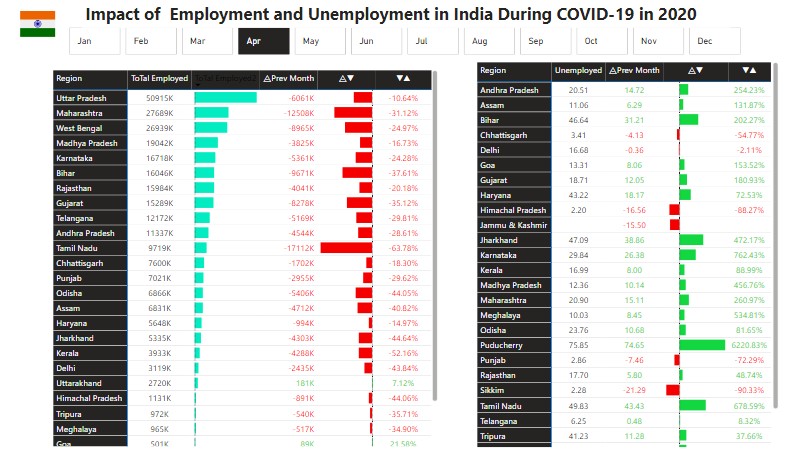 Impact of Employment and Unemployment in India During COVID-19 in 2020
Jan Feb Mar Apr May Jun Jul Aug Sep Oct Nov Dec
Region ToTal Employed ToTal Employed2 △Prev Month △▼ ▼▲
Uttar Pradesh 50915K -6061K -10.64%
Maharashtra 27689K -12508K -31.12%
West Bengal 26939K -8965K -24.97%
Madhya Pradesh 19042K -3825K -16.73%
Karnataka 16718K -5361K -24.28%
Bihar 16046K -9671K -37.61%
Rajasthan 15984K -4041K -20.18%
Gujarat 15289K -8278K -35.12%
Telangana 12172K -5169K -29.81%
Andhra Pradesh 11337K -4544K -28.61%
Tamil Nadu 9719K -17112K -63.78%
Chhattisgarh 7600K -1702K -18.30%
Punjab 7021K -2955K -29.62%
Odisha 6866K -5406K -44.05%
Assam 6831K -4712K -40.82%
Haryana 5648K -994K -14.97%
Jharkhand 5335K -4303K -44.64%
Kerala 3933K -4288K -52.16%
Delhi 3119K -2435K -43.84%
Uttarakhand 2720K 181K 7.12%
Himachal Pradesh 1131K -891K -44.06%
Tripura 972K -540K -35.71%
Meghalaya 965K -517K -34.90%
Goa 501K 89K 21.58%
Region Unemployed △Prev Month △▼ ▼▲
Andhra Pradesh 20.51 14.72 254.23%
Assam 11.06 6.29 131.87%
Bihar 46.64 31.21 202.27%
Chhattisgarh 3.41 -4.13 -54.77%
Delhi 16.68 -0.36 -2.11%
Goa 13.31 8.06 153.52%
Gujarat 18.71 12.05 180.93%
Haryana 43.22 18.17 72.53%
Himachal Pradesh 2.20 -16.56 -88.27%
Jammu & Kashmir -15.50
Jharkhand 47.09 38.86 472.17%
Karnataka 29.84 26.38 762.43%
Kerala 16.99 8.00 88.99%
Madhya Pradesh 12.36 10.14 456.76%
Maharashtra 20.90 15.11 260.97%
Meghalaya 10.03 8.45 534.81%
Odisha 23.76 10.68 81.65%
Puducherry 75.85 74.65 6220.83%
Punjab 2.86 -7.46 -72.29%
Rajasthan 17.70 5.80 48.74%
Sikkim 2.28 -21.29 -90.33%
Tamil Nadu 49.83 43.43 678.59%
Telangana 6.25 0.48 8.32%
Tripura 41.23 11.28 37.66%